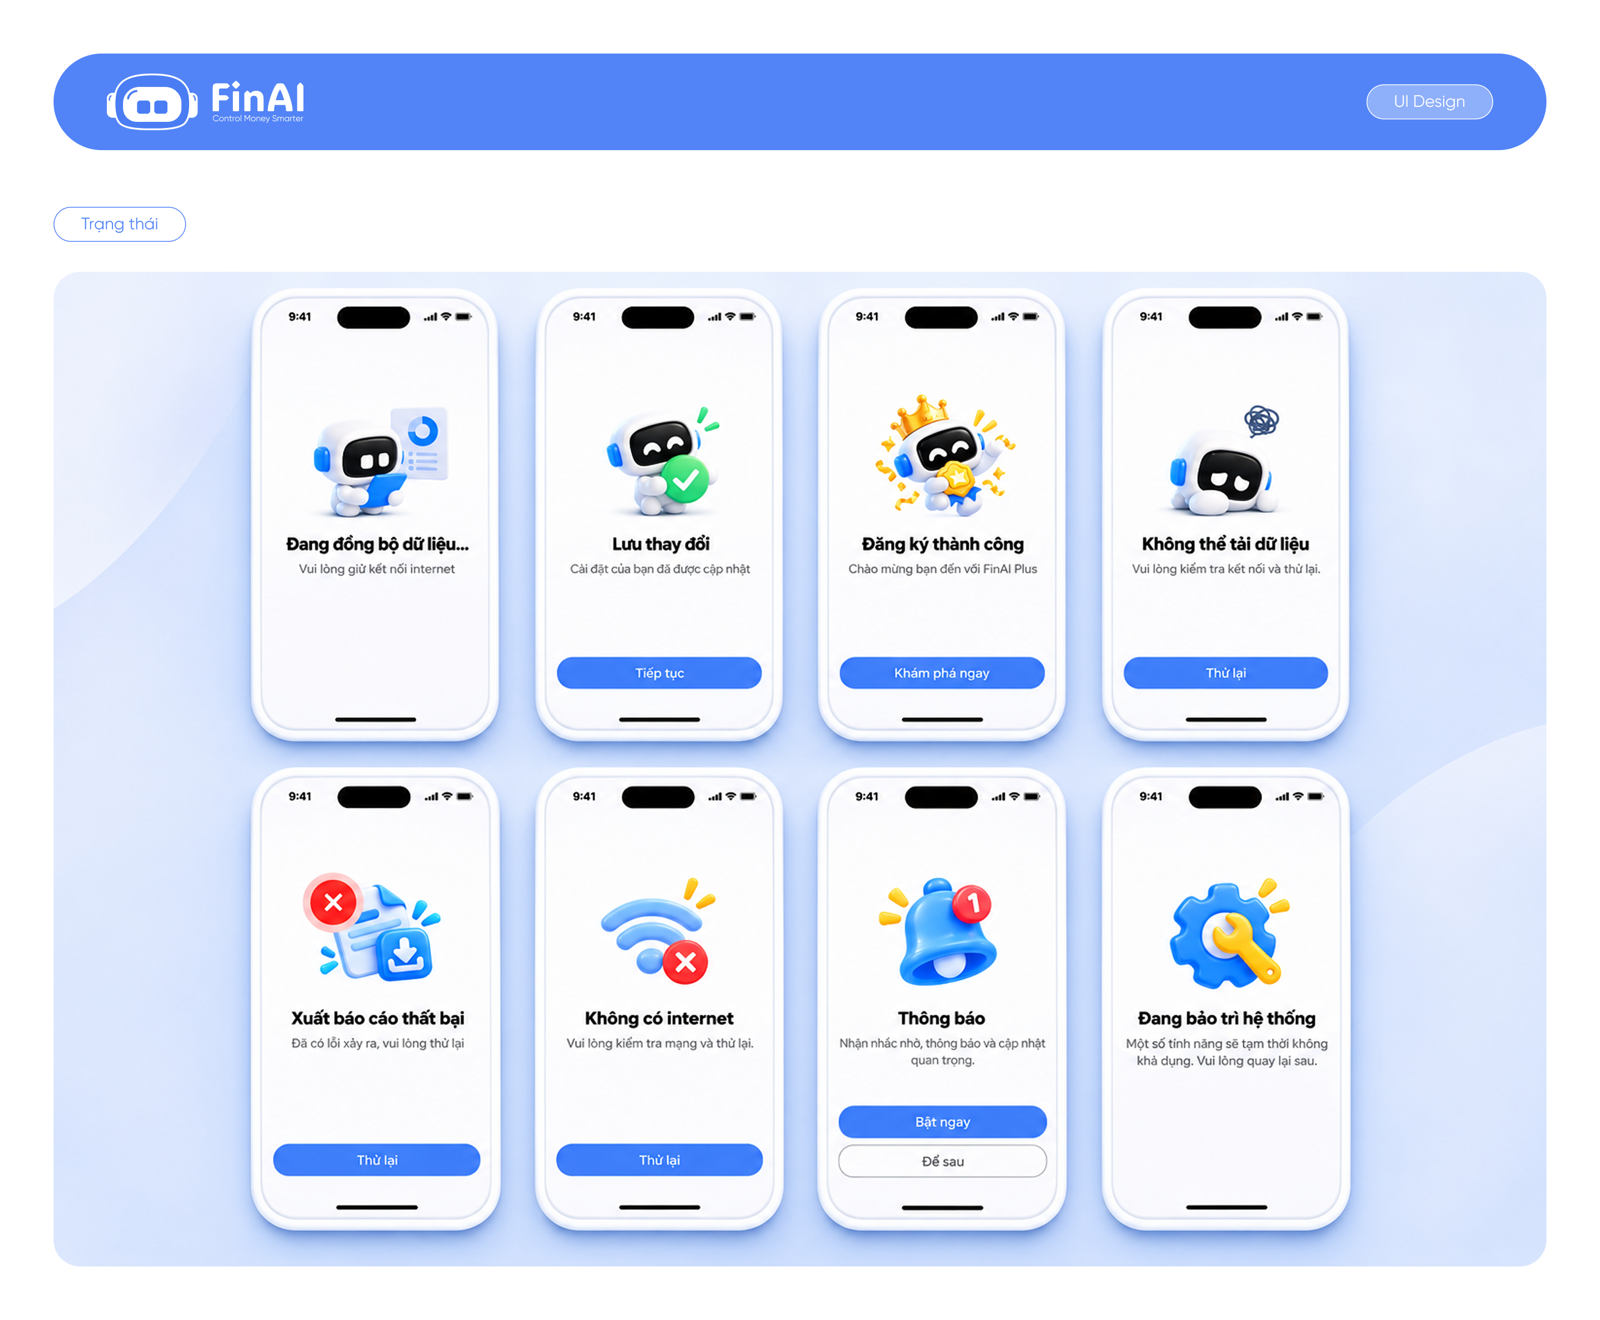 FinAI
Control Money Smarter
UI Design
Trạng thái
9:41
Đang đồng bộ dữ liệu...
Vui lòng giữ kết nối internet
9:41
Lưu thay đổi
Cài đặt của bạn đã được cập nhật
Tiếp tục
9:41
Đăng ký thành công
Chào mừng bạn đến với FinAI Plus
Khám phá ngay
9:41
Không thể tải dữ liệu
Vui lòng kiểm tra kết nối và thử lại.
Thử lại
9:41
Xuất báo cáo thất bại
Đã có lỗi xảy ra, vui lòng thử lại
Thử lại
9:41
Không có internet
Vui lòng kiểm tra mạng và thử lại.
Thử lại
9:41
1
Thông báo
Nhận nhắc nhở, thông báo và cập nhật
quan trọng.
Bật ngay
Để sau
9:41
Đang bảo trì hệ thống
Một số tính năng sẽ tạm thời không
khả dụng. Vui lòng quay lại sau.